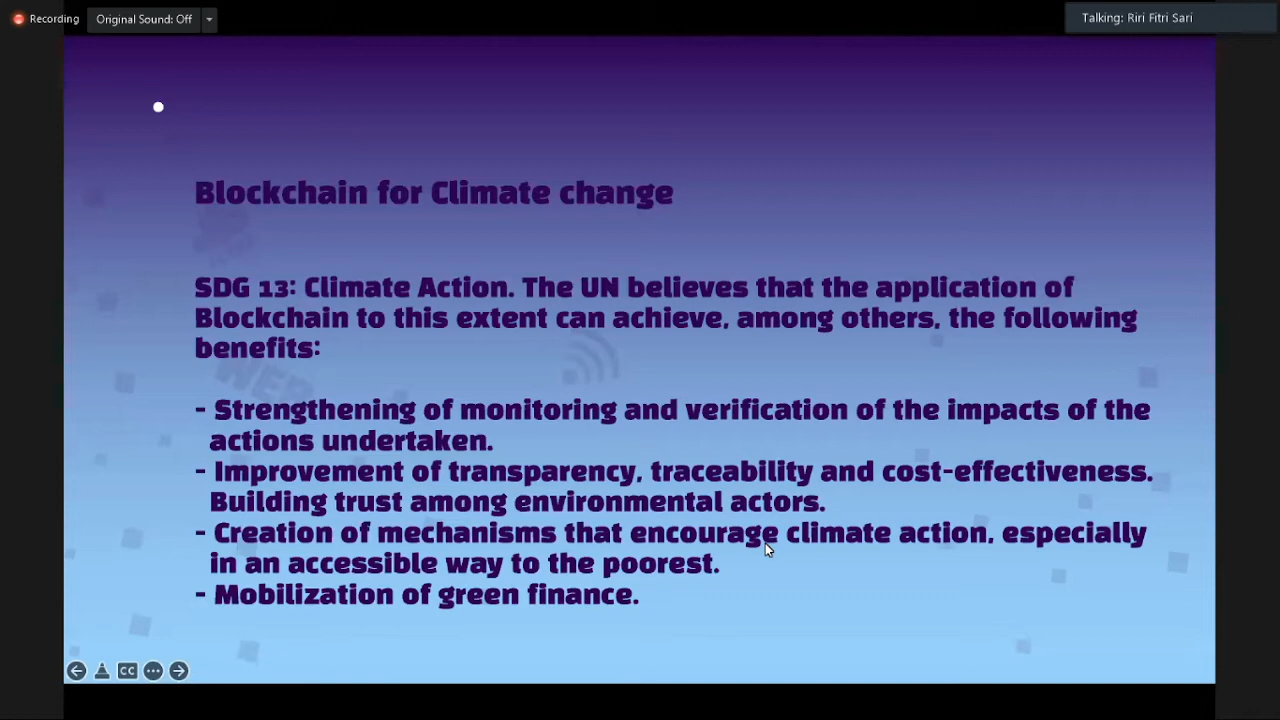 Recording
Original Sound: Off
Talking: Riri Fitri Sari
Blockchain for Climate change
SDG 13: Climate Action. The UN believes that the application of
Blockchain to this extent can achieve, among others, the following
benefits:
WEB
- Strengthening of monitoring and verification of the impacts of the
actions undertaken.
- Improvement of transparency, traceability and cost-effectiveness.
Building trust among environmental actors.
- Creation of mechanisms that encourage climate action, especially
in an accessible way to the poorest.
- Mobilization of green finance.
CC